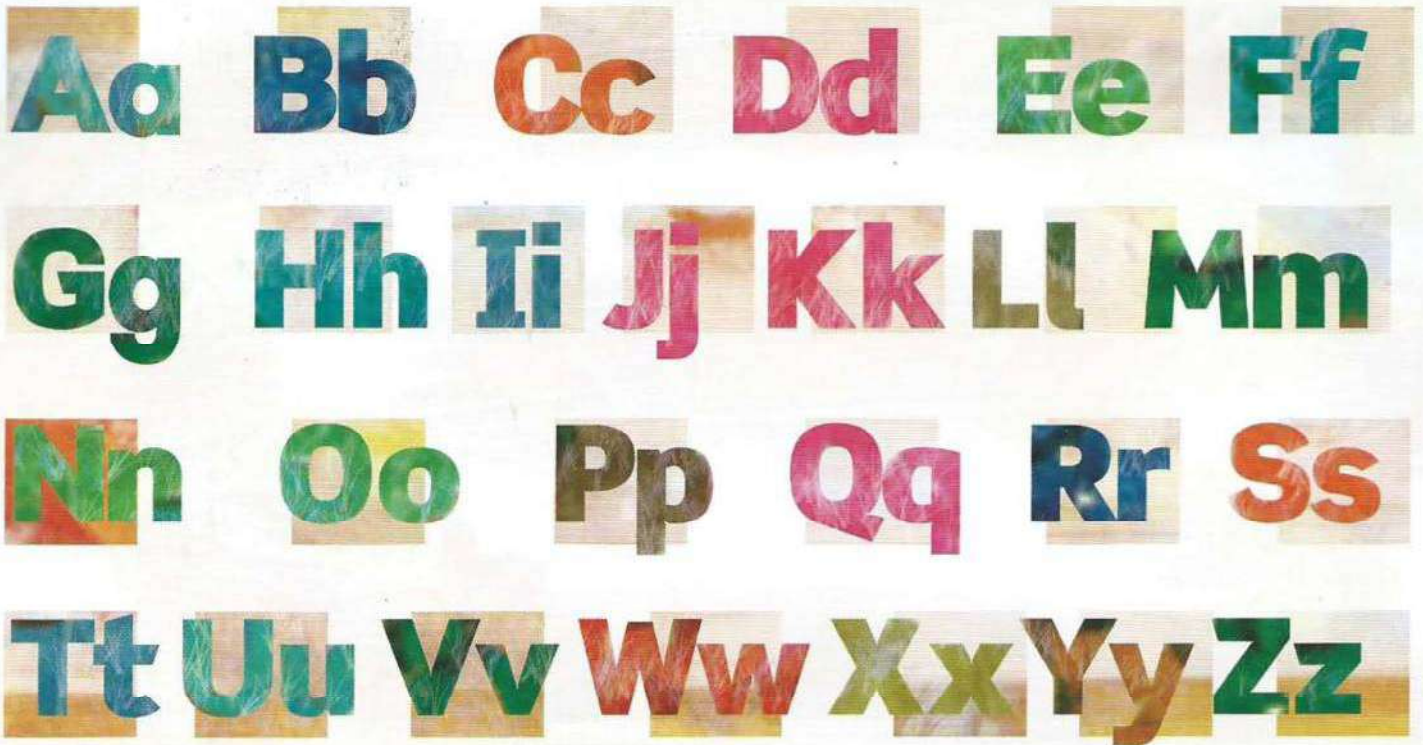 Aa Bb Cc Dd Ee Ff
Gg Hh Ii Jj Kk Ll Mm
Nn Oo Pp Qq Rr Ss
Tt Uu Vv Ww Xx Yy Zz